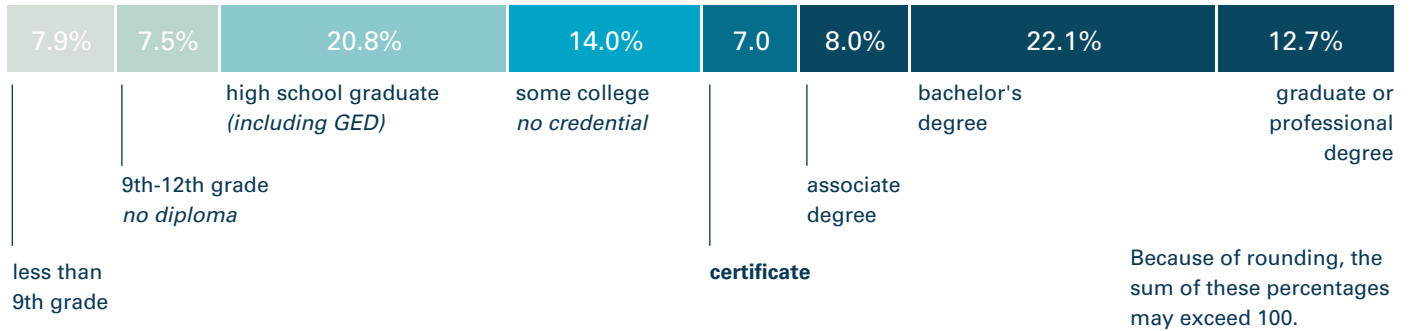 7.9% 7.5% 20.8% 14.0% 7.0 8.0% 22.1% 12.7%
high school graduate
(including GED)
some college
no credential
bachelor's
degree
graduate or
professional
degree
9th-12th grade
no diploma
associate
degree
less than
9th grade
certificate
Because of rounding, the
sum of these percentages
may exceed 100.